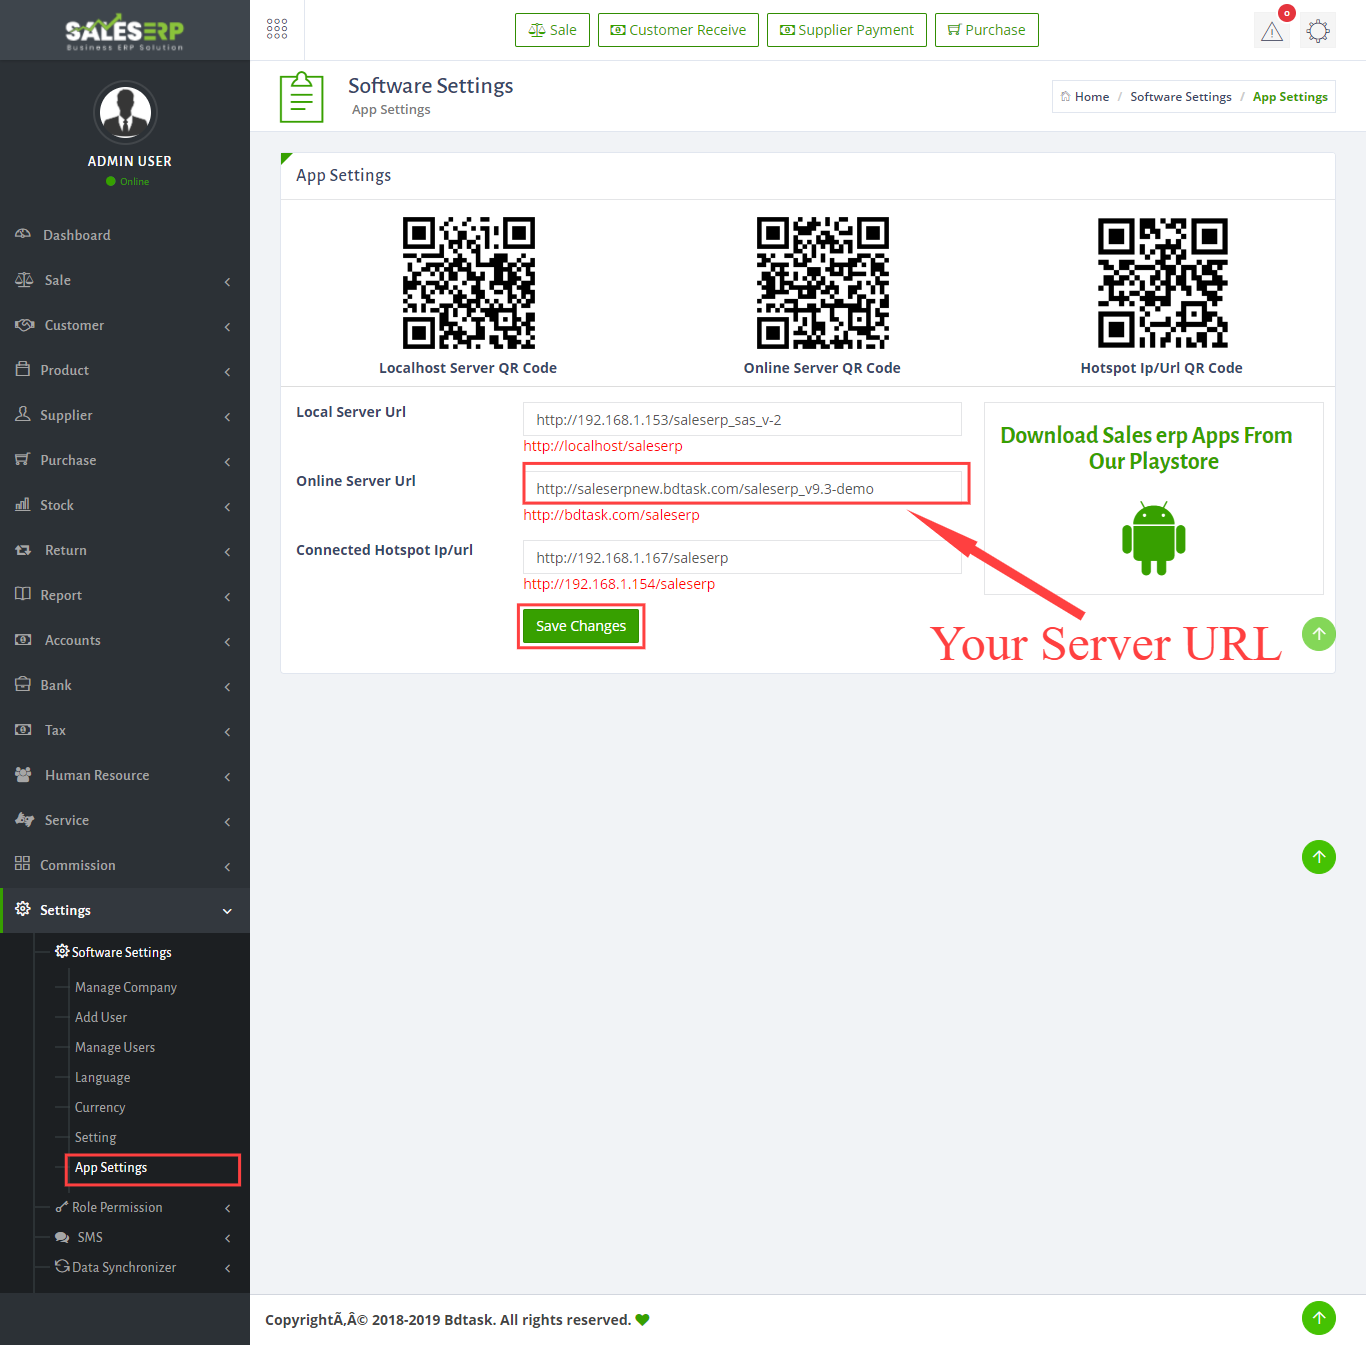 SALESERP
Business ERP Solution
Sale
Customer Receive
Supplier Payment
Purchase
0
Software Settings
App Settings
Home / Software Settings / App Settings
ADMIN USER
Online
Dashboard
Sale
Customer
Product
Supplier
Purchase
Stock
Return
Report
Accounts
Bank
Tax
Human Resource
Service
Commission
Settings
Software Settings
Manage Company
Add User
Manage Users
Language
Currency
Setting
App Settings
Role Permission
SMS
Data Synchronizer
App Settings
Localhost Server QR Code
Online Server QR Code
Hotspot Ip/Url QR Code
Local Server Url
http://192.168.1.153/saleserp_sas_v-2
http://localhost/saleserp
Online Server Url
http://saleserpnew.bdtask.com/saleserp_v9.3-demo
http://bdtask.com/saleserp
Connected Hotspot Ip/url
http://192.168.1.167/saleserp
http://192.168.1.154/saleserp
Save Changes
Download Sales erp Apps From
Our Playstore
Your Server URL
CopyrightÃ,Â© 2018-2019 Bdtask. All rights reserved.